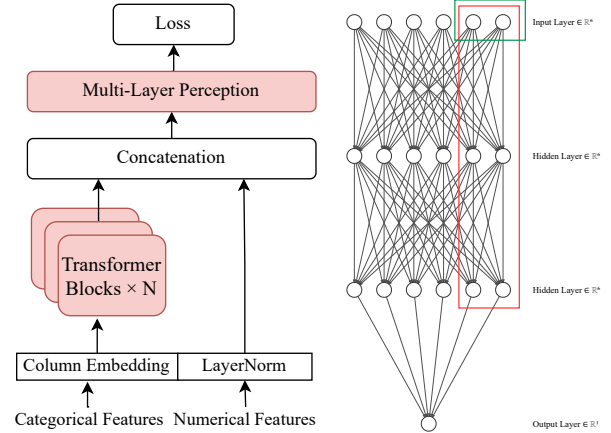 Loss
Multi-Layer Perception
Concatenation
Transformer
Blocks × N
Column Embedding
LayerNorm
Categorical Features
Numerical Features
Input Layer ∈ ℝ⁶
Hidden Layer ∈ ℝ⁶
Hidden Layer ∈ ℝ⁶
Output Layer ∈ ℝ¹